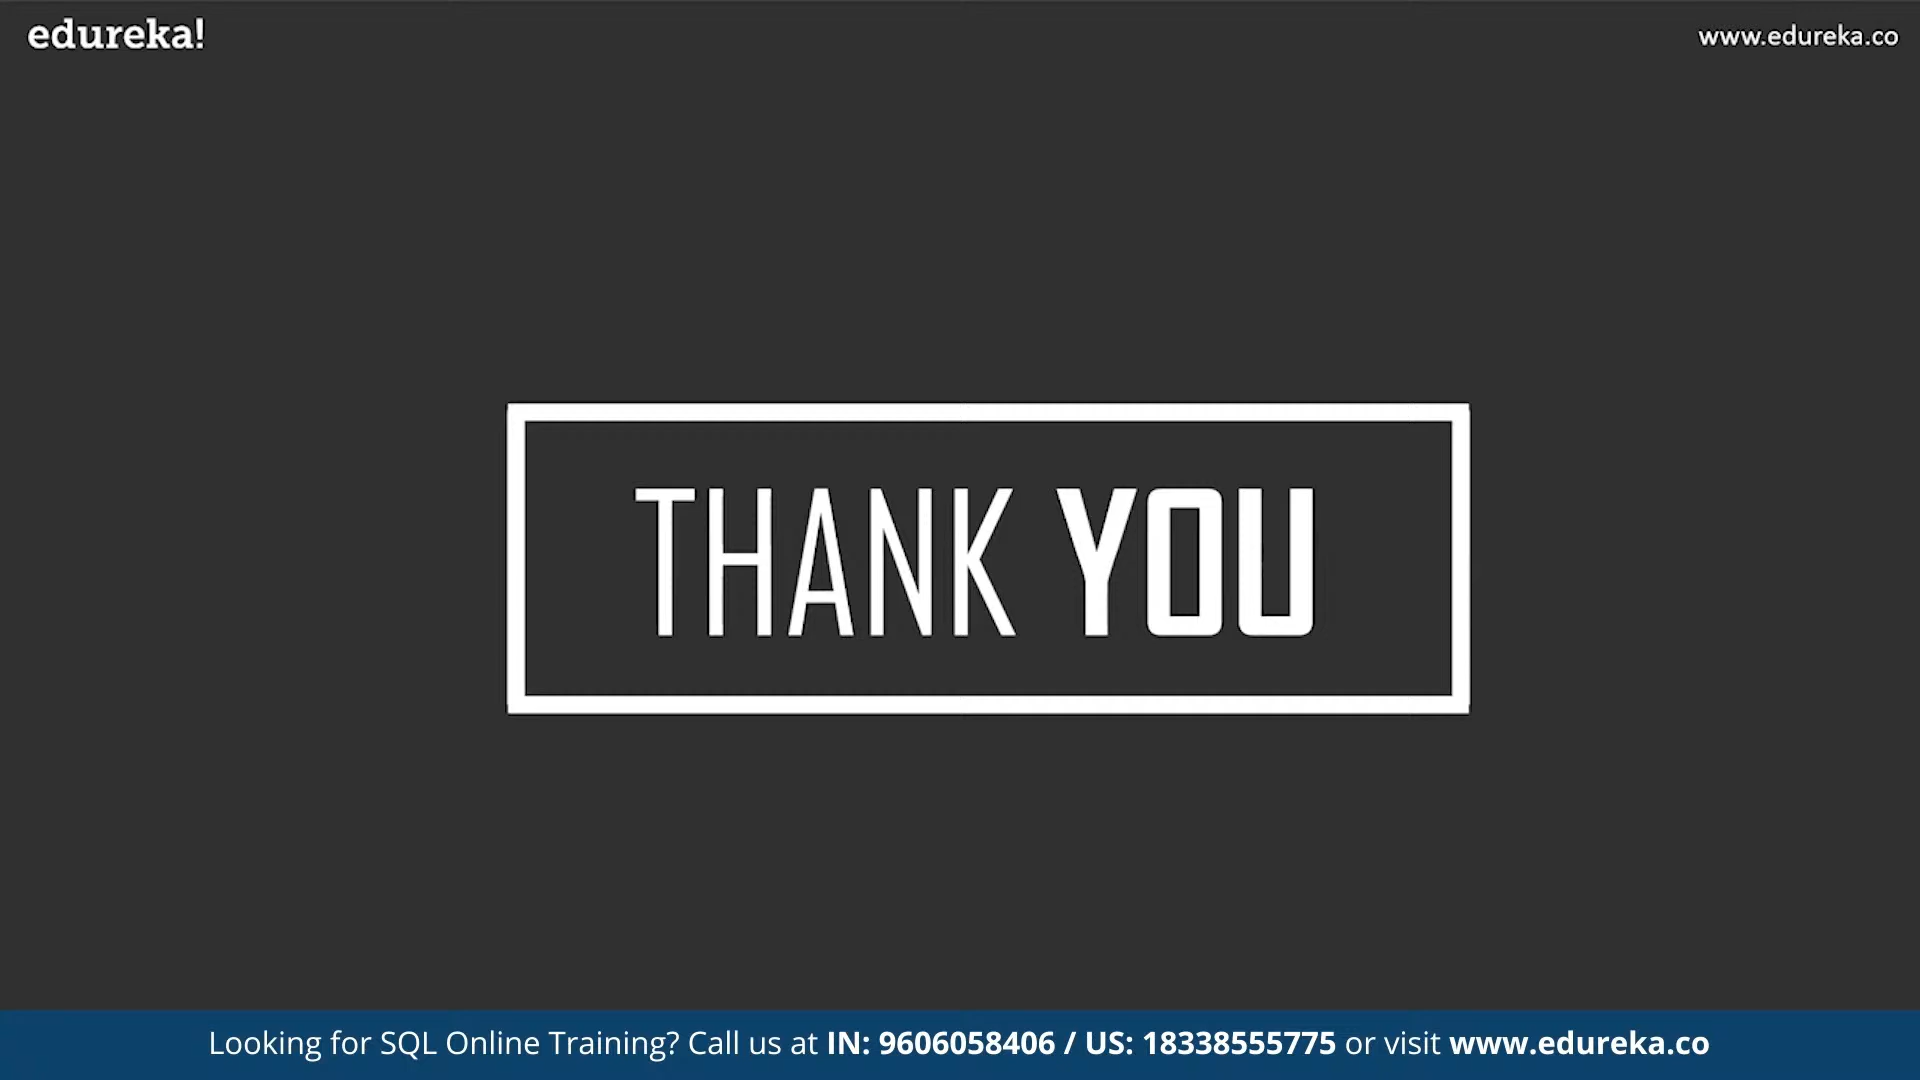 edureka!
www.edureka.co
THANK YOU
Looking for SQL Online Training? Call us at IN: 9606058406 / US: 18338555775 or visit www.edureka.co